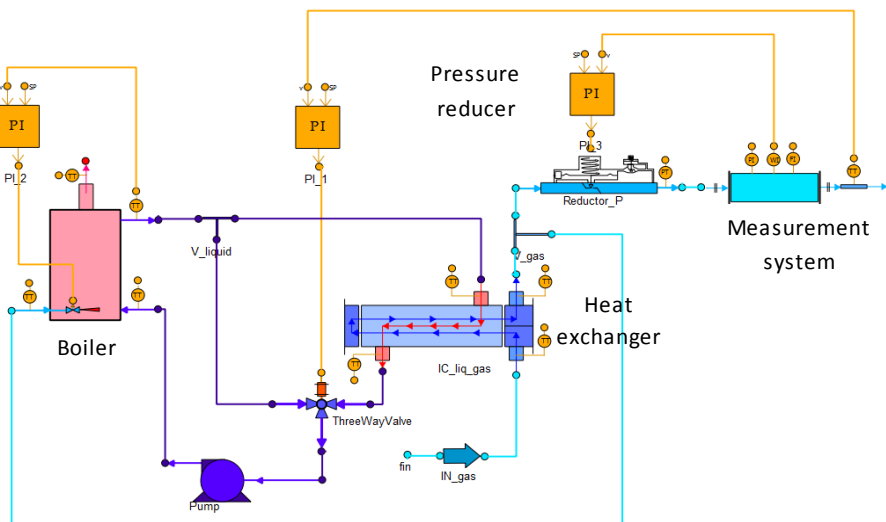 SP
v
v
SP
Pressure
reducer
v
SP
PI
PI
PI
PI_3
PI
WI
PI
TT
TT
PI_2
TT
PI_1
PT
Reductor_P
Measurement
system
V_liquid
V_gas
TT
TT
TT
TT
Heat
exchanger
TT
Boiler
TT
IC_liq_gas
ThreeWayValve
fin
IN_gas
Pump